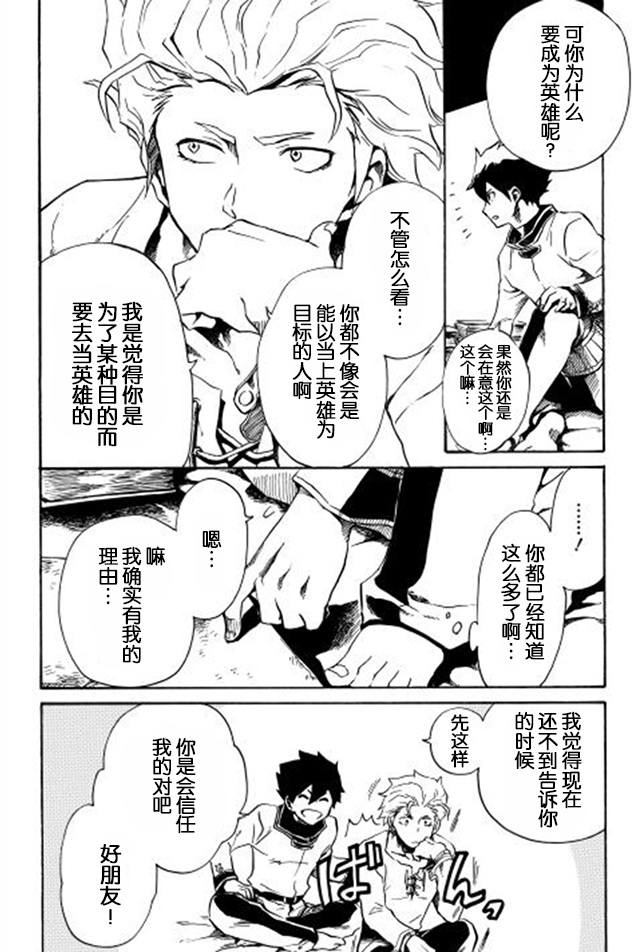 可你为什么
要成为英雄呢?
果然你还是
会在意这个啊…
这个嘛…
不管怎么看…
你都不像会是
能以当上英雄为
目标的人啊
我是觉得你是
为了某种目的而
要去当英雄的
……
你都已经知道
这么多了啊…
嗯…
嘛
我确实有我的
理由…
我觉得现在
还不到告诉你
的时候
先这样
你是会信任
我的对吧
好朋友!
ばんっ